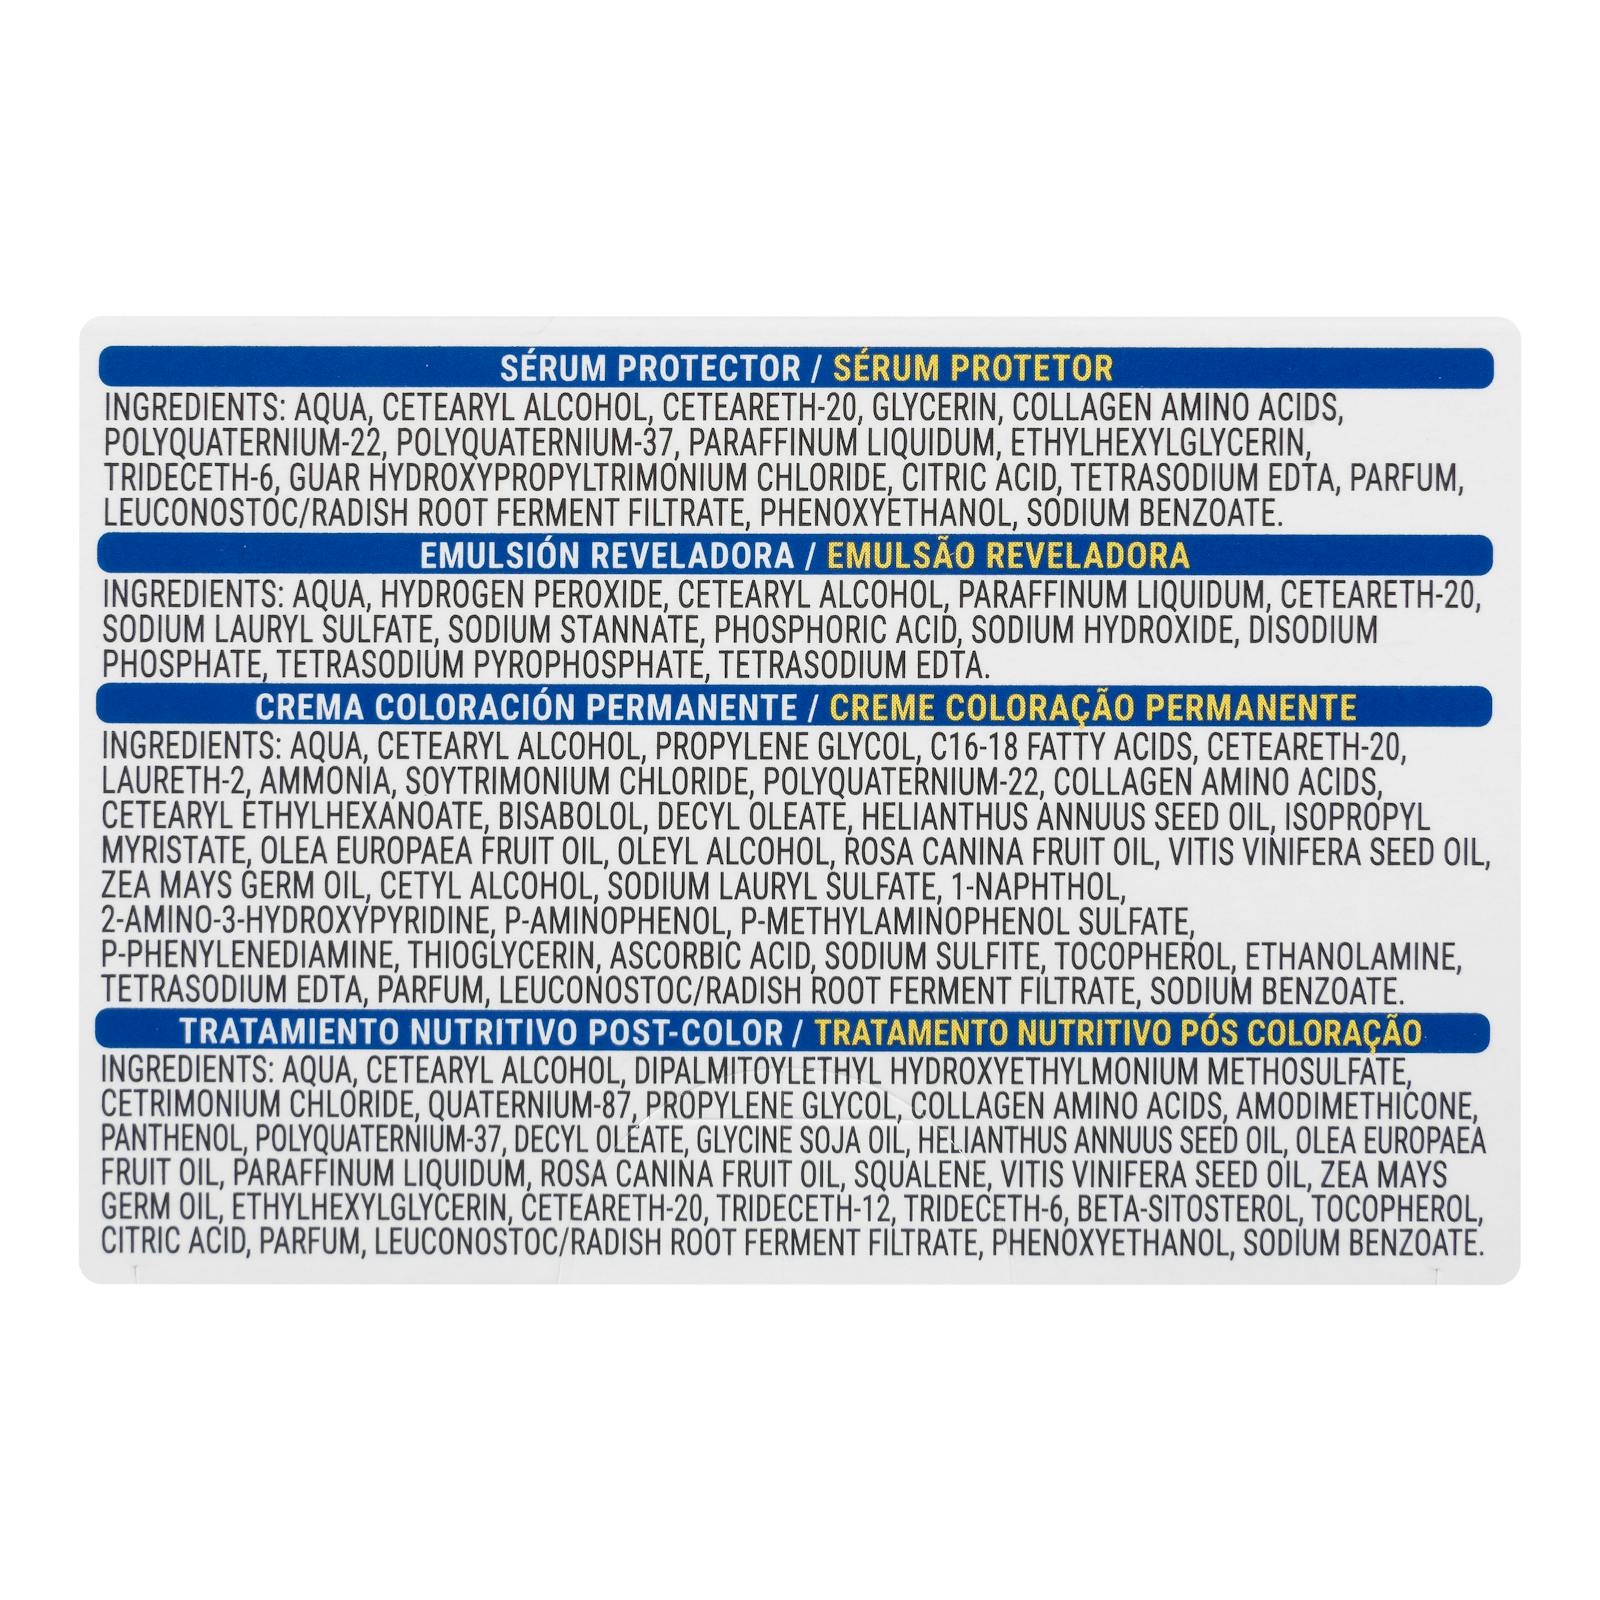 SÉRUM PROTECTOR / SÉRUM PROTETOR
INGREDIENTS: AQUA, CETEARYL ALCOHOL, CETEARETH-20, GLYCERIN, COLLAGEN AMINO ACIDS,
POLYQUATERNIUM-22, POLYQUATERNIUM-37, PARAFFINUM LIQUIDUM, ETHYLHEXYLGLYCERIN,
TRIDECETH-6, GUAR HYDROXYPROPYLTRIMONIUM CHLORIDE, CITRIC ACID, TETRASODIUM EDTA, PARFUM,
LEUCONOSTOC/RADISH ROOT FERMENT FILTRATE, PHENOXYETHANOL, SODIUM BENZOATE.
EMULSIÓN REVELADORA / EMULSÃO REVELADORA
INGREDIENTS: AQUA, HYDROGEN PEROXIDE, CETEARYL ALCOHOL, PARAFFINUM LIQUIDUM, CETEARETH-20,
SODIUM LAURYL SULFATE, SODIUM STANNATE, PHOSPHORIC ACID, SODIUM HYDROXIDE, DISODIUM
PHOSPHATE, TETRASODIUM PYROPHOSPHATE, TETRASODIUM EDTA.
CREMA COLORACIÓN PERMANENTE / CREME COLORAÇÃO PERMANENTE
INGREDIENTS: AQUA, CETEARYL ALCOHOL, PROPYLENE GLYCOL, C16-18 FATTY ACIDS, CETEARETH-20,
LAURETH-2, AMMONIA, SOYTRIMONIUM CHLORIDE, POLYQUATERNIUM-22, COLLAGEN AMINO ACIDS,
CETEARYL ETHYLHEXANOATE, BISABOLOL, DECYL OLEATE, HELIANTHUS ANNUUS SEED OIL, ISOPROPYL
MYRISTATE, OLEA EUROPAEA FRUIT OIL, OLEYL ALCOHOL, ROSA CANINA FRUIT OIL, VITIS VINIFERA SEED OIL,
ZEA MAYS GERM OIL, CETYL ALCOHOL, SODIUM LAURYL SULFATE, 1-NAPHTHOL,
2-AMINO-3-HYDROXYPYRIDINE, P-AMINOPHENOL, P-METHYLAMINOPHENOL SULFATE,
P-PHENYLENEDIAMINE, THIOGLYCERIN, ASCORBIC ACID, SODIUM SULFITE, TOCOPHEROL, ETHANOLAMINE,
TETRASODIUM EDTA, PARFUM, LEUCONOSTOC/RADISH ROOT FERMENT FILTRATE, SODIUM BENZOATE.
TRATAMIENTO NUTRITIVO POST-COLOR / TRATAMENTO NUTRITIVO PÓS COLORAÇÃO
INGREDIENTS: AQUA, CETEARYL ALCOHOL, DIPALMITOYLETHYL HYDROXYETHYLMONIUM METHOSULFATE,
CETRIMONIUM CHLORIDE, QUATERNIUM-87, PROPYLENE GLYCOL, COLLAGEN AMINO ACIDS, AMODIMETHICONE,
PANTHENOL, POLYQUATERNIUM-37, DECYL OLEATE, GLYCINE SOJA OIL, HELIANTHUS ANNUUS SEED OIL, OLEA EUROPAEA
FRUIT OIL, PARAFFINUM LIQUIDUM, ROSA CANINA FRUIT OIL, SQUALENE, VITIS VINIFERA SEED OIL, ZEA MAYS
GERM OIL, ETHYLHEXYLGLYCERIN, CETEARETH-20, TRIDECETH-12, TRIDECETH-6, BETA-SITOSTEROL, TOCOPHEROL,
CITRIC ACID, PARFUM, LEUCONOSTOC/RADISH ROOT FERMENT FILTRATE, PHENOXYETHANOL, SODIUM BENZOATE.